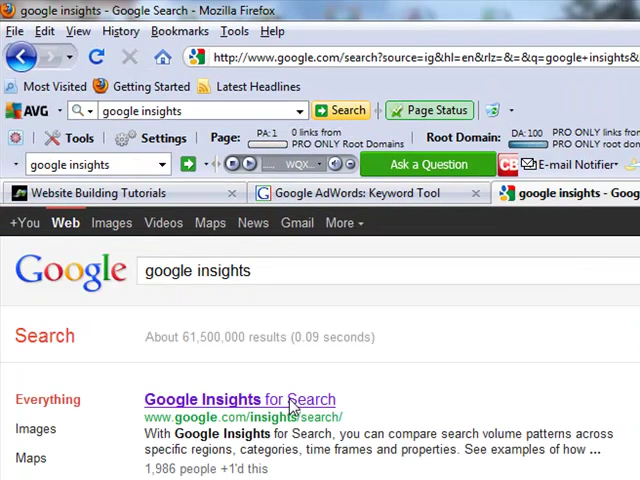 google insights - Google Search - Mozilla Firefox
File Edit View History Bookmarks Tools Help
http://www.google.com/search?source=ig&hl=en&rlz=&=&q=google+insights&
Most Visited Getting Started Latest Headlines
AVG google insights Search Page Status
Tools Settings Page: PA: 1 0 links from 0 Root Domains Root Domain: DA: 100 PRO ONLY links from PRO ONLY Root Domains
google insights WQX... Ask a Question CB E-mail Notifier
Website Building Tutorials Google AdWords: Keyword Tool google insights - Goog
+You Web Images Videos Maps News Gmail More
Google google insights
Search About 61,500,000 results (0.09 seconds)
Everything Google Insights for Search
www.google.com/insights/search/
Images With Google Insights for Search, you can compare search volume patterns across
specific regions, categories, time frames and properties. See examples of how ...
Maps 1,986 people +1'd this